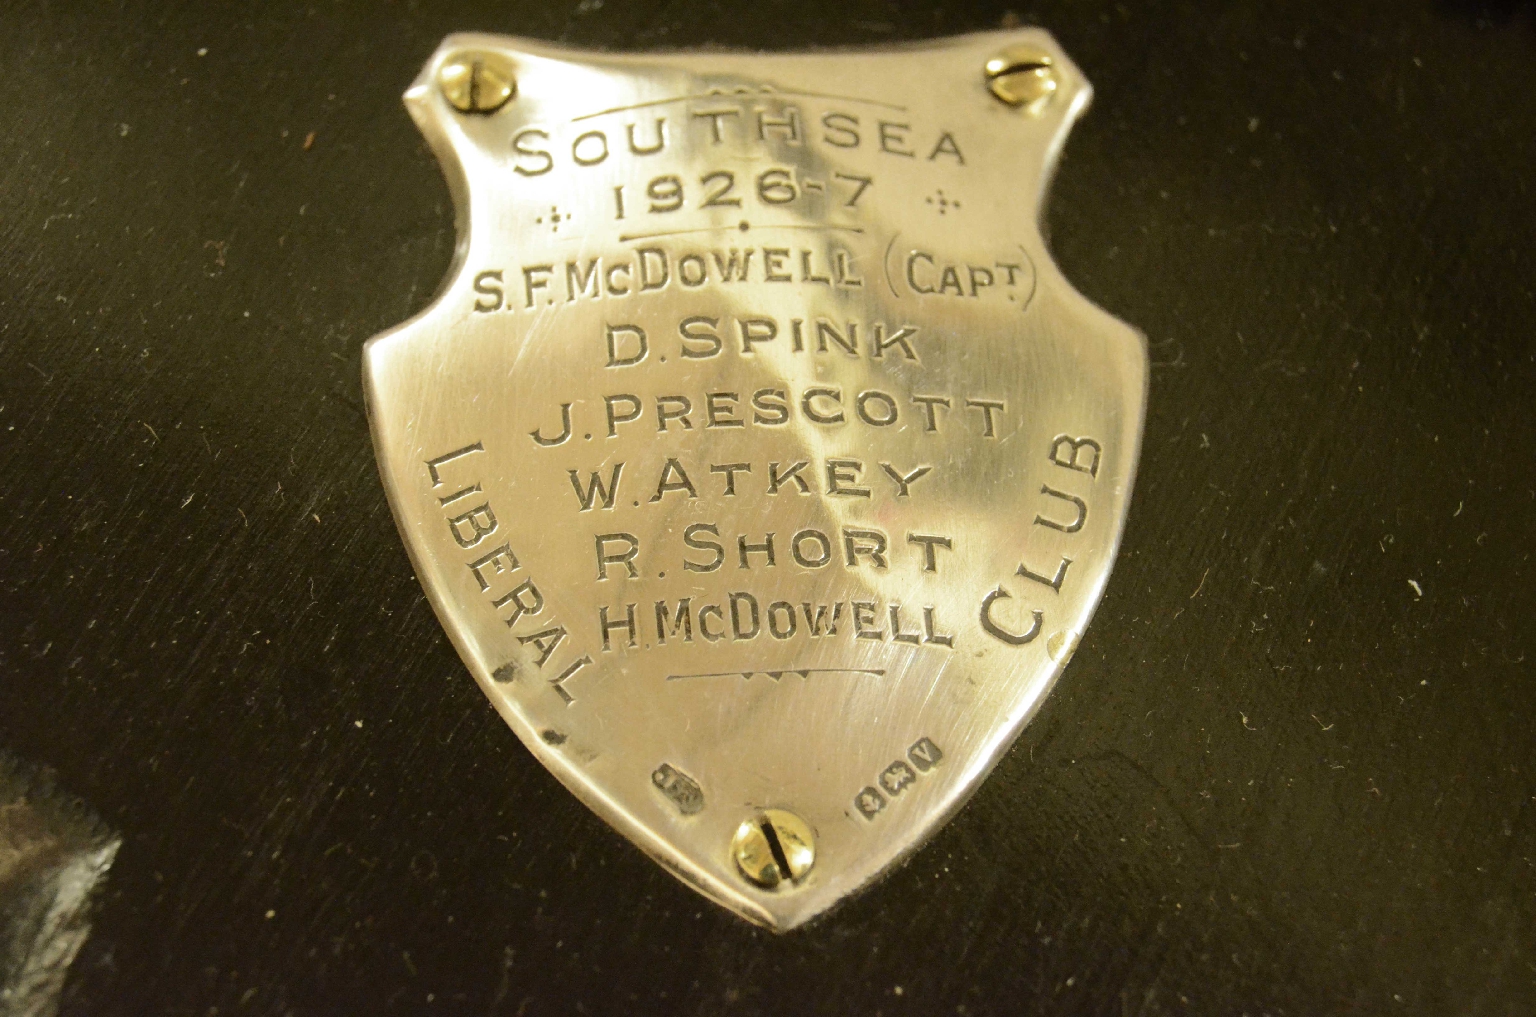 SOUTHSEA
1926-7
S.F. McDOWELL (CAPT.)
D. SPINK
J. PRESCOTT
W. ATKEY
R. SHORT
H. McDOWELL
LIBERAL
CLUB
V